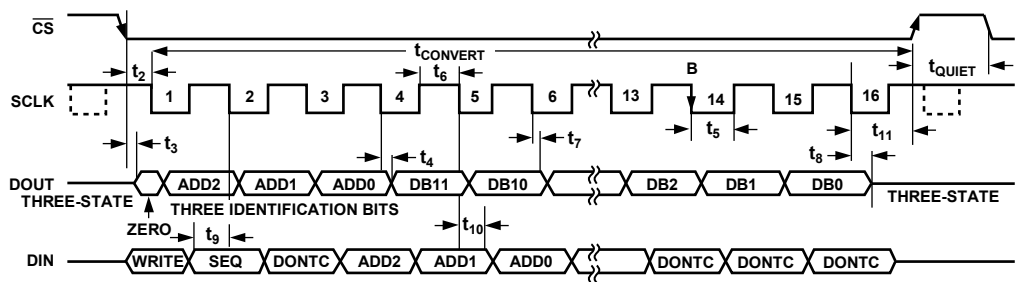 CS
tCONVERT
t2
t6
B
tQUIET
SCLK
1 2 3 4 5 6 13 14 15 16
t3
t4
t7
t5
t8
t11
DOUT
ADD2 ADD1 ADD0 DB11 DB10 DB2 DB1 DB0
THREE-STATE
THREE IDENTIFICATION BITS
THREE-STATE
ZERO
t9
t10
DIN
WRITE SEQ DONTC ADD2 ADD1 ADD0 DONTC DONTC DONTC